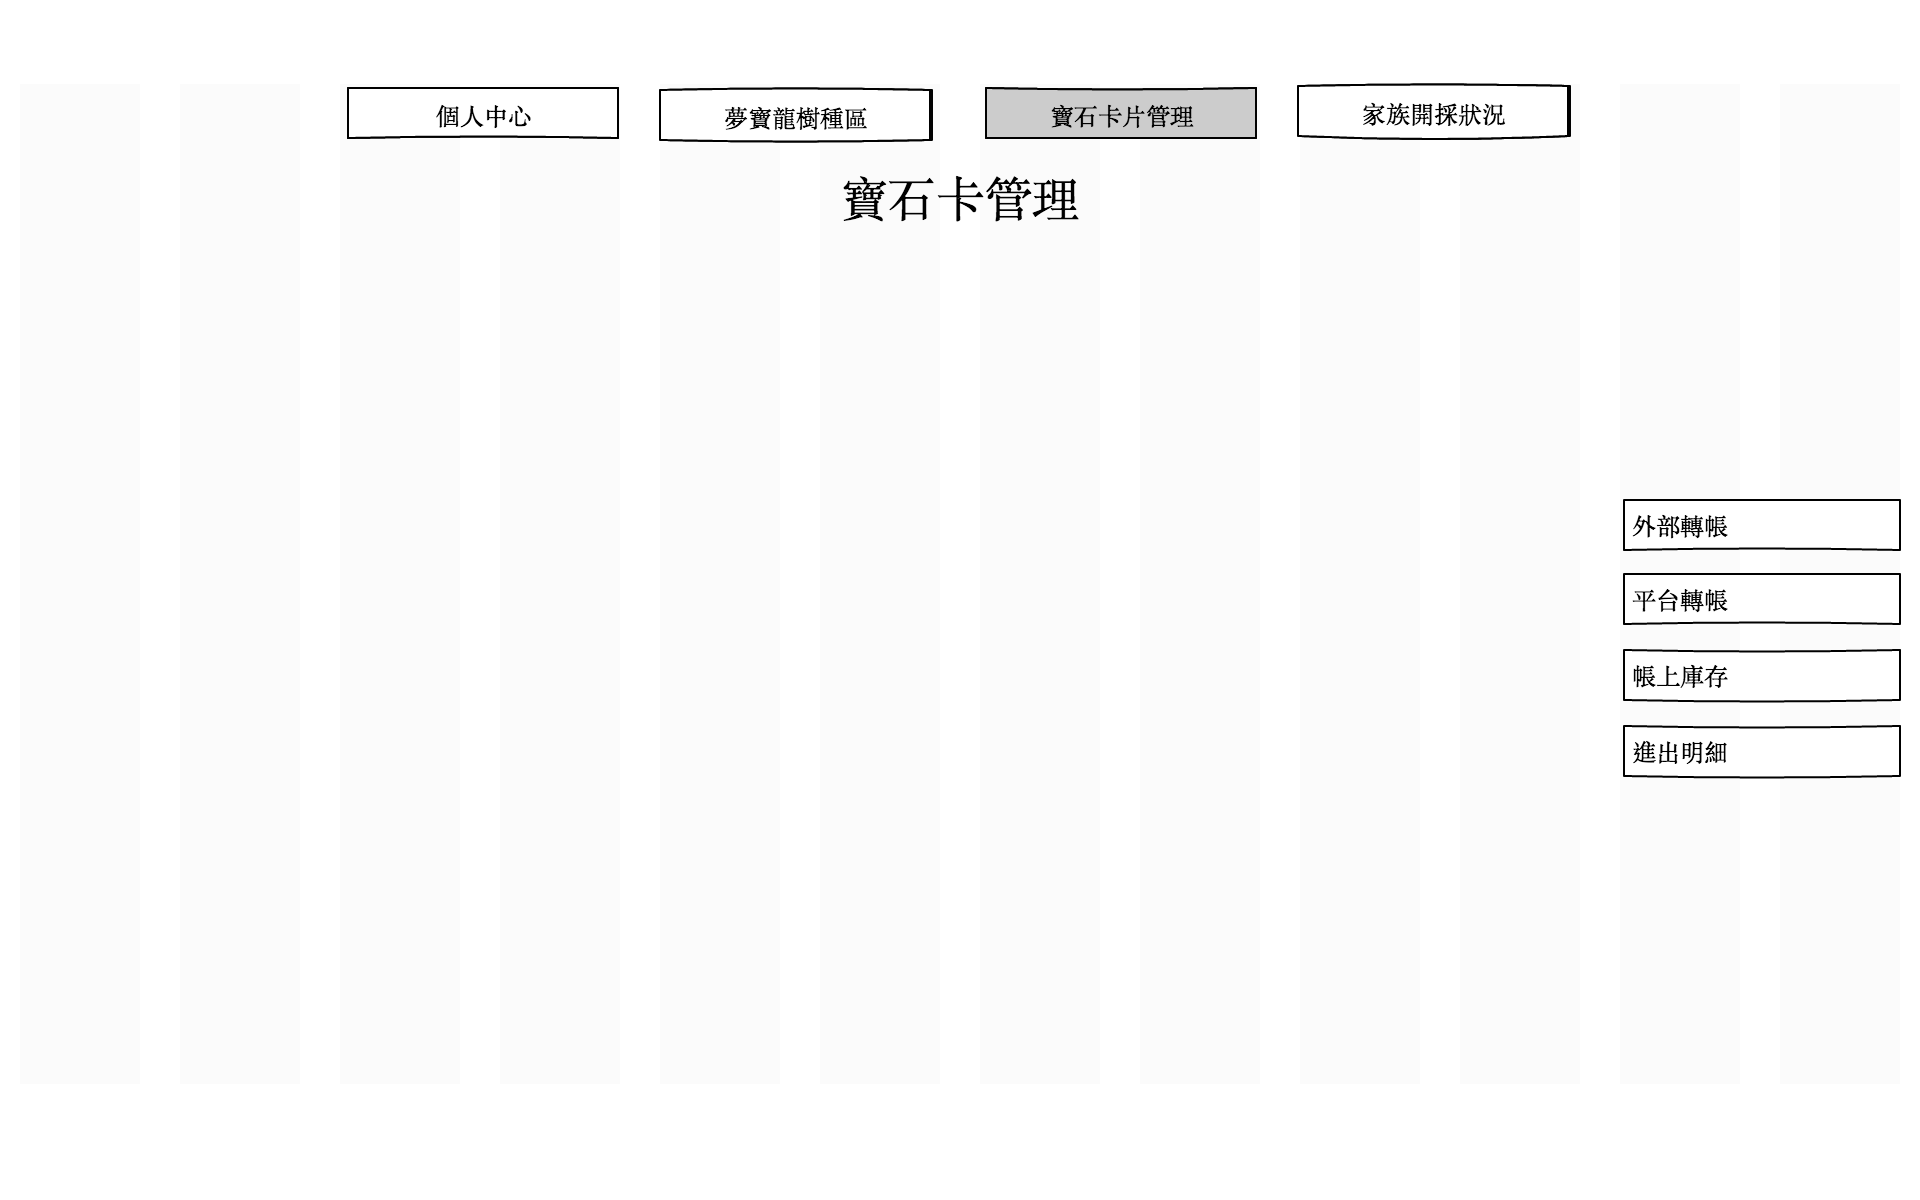 個人中心
夢寶龍樹種區
寶石卡片管理
家族開採狀況
寶石卡管理
外部轉帳
平台轉帳
帳上庫存
進出明細